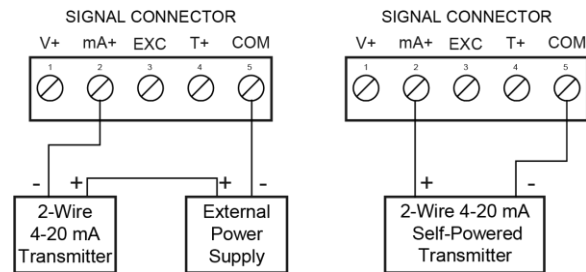 SIGNAL CONNECTOR
V+ mA+ EXC T+ COM
1 2 3 4 5
- + + -
2-Wire
4-20 mA
Transmitter
External
Power
Supply
SIGNAL CONNECTOR
V+ mA+ EXC T+ COM
1 2 3 4 5
+ -
2-Wire 4-20 mA
Self-Powered
Transmitter